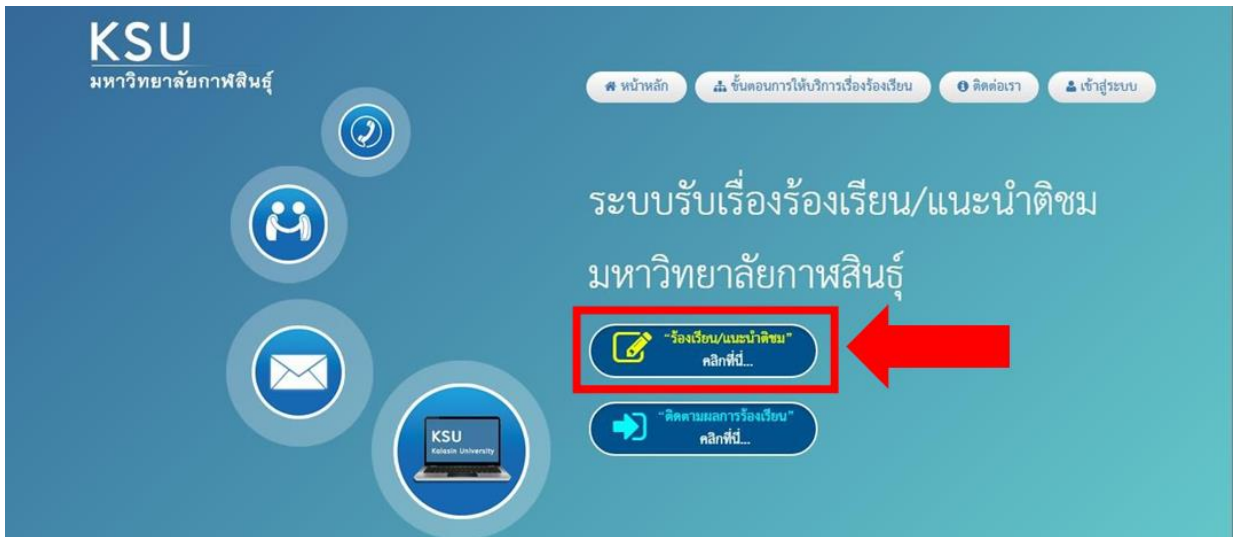 KSU
มหาวิทยาลัยกาฬสินธุ์
หน้าหลัก
ขั้นตอนการให้บริการเรื่องร้องเรียน
ติดต่อเรา
เข้าสู่ระบบ
ระบบรับเรื่องร้องเรียน/แนะนำติชม
มหาวิทยาลัยกาฬสินธุ์
"ร้องเรียน/แนะนำติชม"
คลิกที่นี่...
"ติดตามผลการร้องเรียน"
คลิกที่นี่...
KSU
Kalasin University